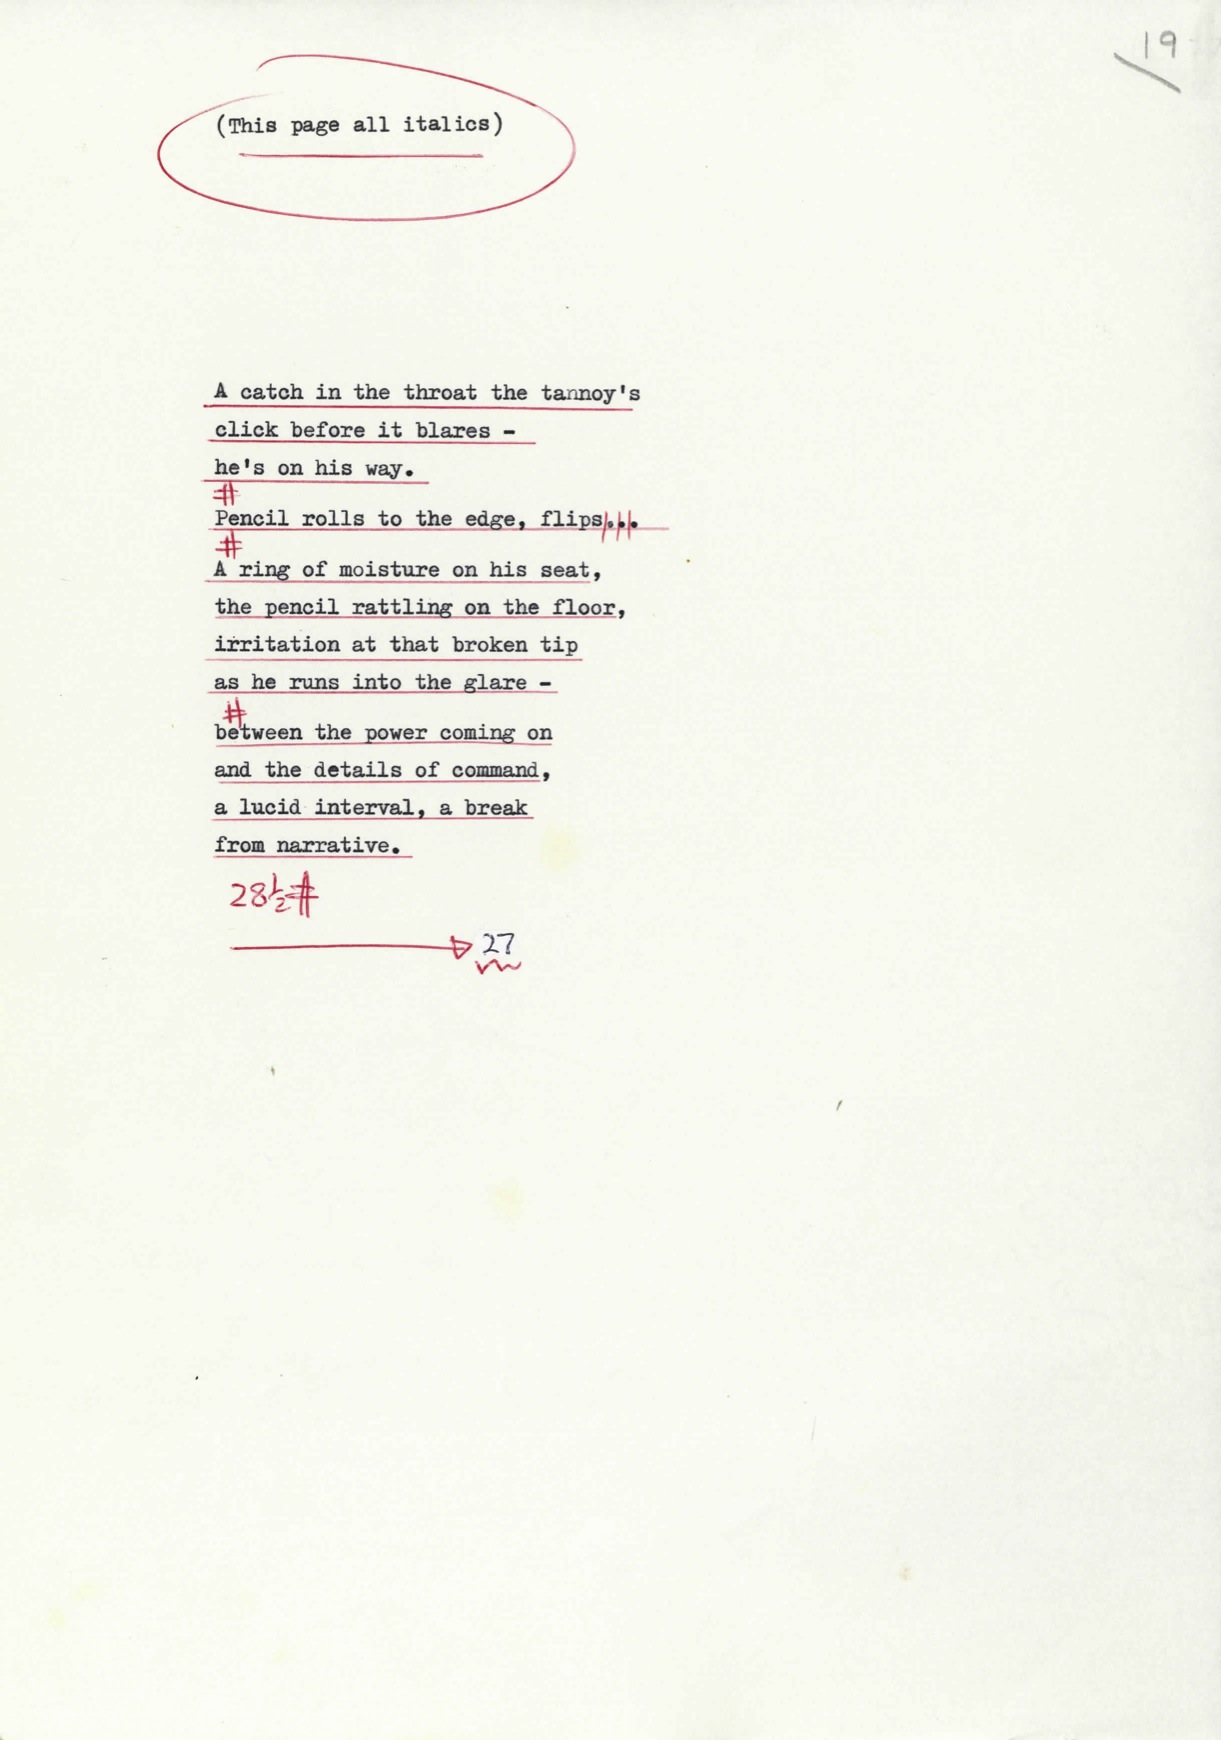 19
(This page all italics)
A catch in the throat the tannoy's
click before it blares -
he's on his way.
#
Pencil rolls to the edge, flips...
#
A ring of moisture on his seat,
the pencil rattling on the floor,
irritation at that broken tip
as he runs into the glare -
#
between the power coming on
and the details of command,
a lucid interval, a break
from narrative.
28½#
27